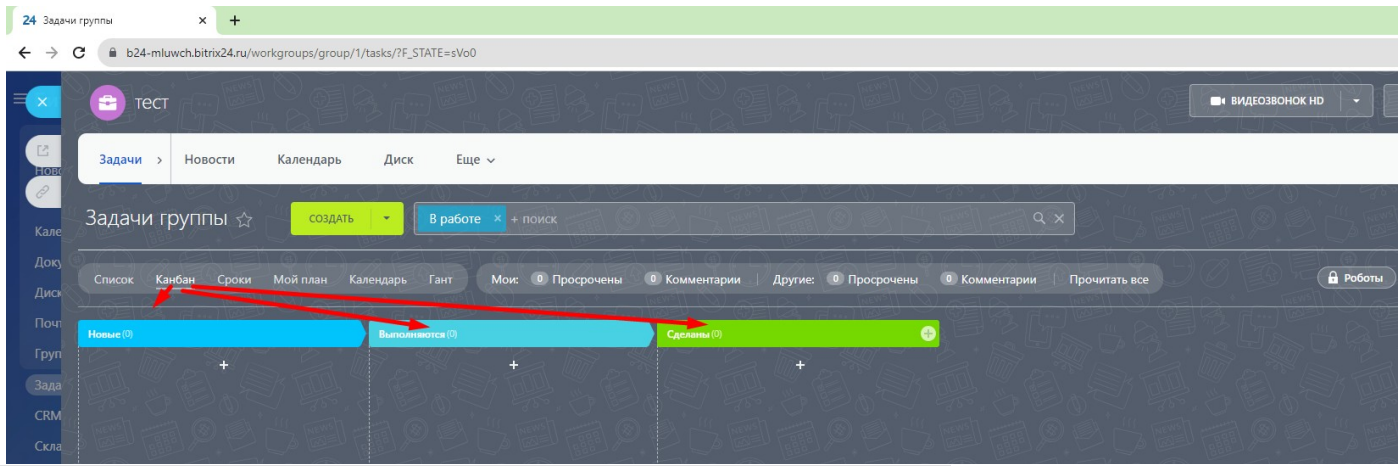 24 Задачи группы × +
b24-mluwch.bitrix24.ru/workgroups/group/1/tasks/?F_STATE=sVo0
тест
ВИДЕОЗВОНОК HD
Задачи > Новости Календарь Диск Еще
Ново
Задачи группы СОЗДАТЬ В работе × + поиск
Кале
Доку
Список Канбан Сроки Мой план Календарь Гант Мои: 0 Просрочены 0 Комментарии Другие: 0 Просрочены 0 Комментарии Прочитать все Роботы
Диск
Почт
Новые (0) Выполняются (0) Сделаны (0)
Груп
+ + +
Зада
CRM
Скла